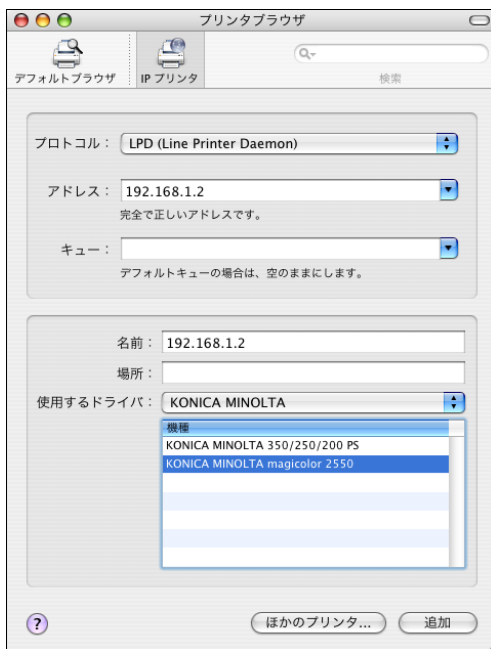 プリンタブラウザ
デフォルトブラウザ
IP プリンタ
検索
プロトコル： LPD (Line Printer Daemon)
アドレス： 192.168.1.2
完全で正しいアドレスです。
キュー：
デフォルトキューの場合は、空のままにします。
名前： 192.168.1.2
場所：
使用するドライバ： KONICA MINOLTA
機種
KONICA MINOLTA 350/250/200 PS
KONICA MINOLTA magicolor 2550
?
ほかのプリンタ...
追加